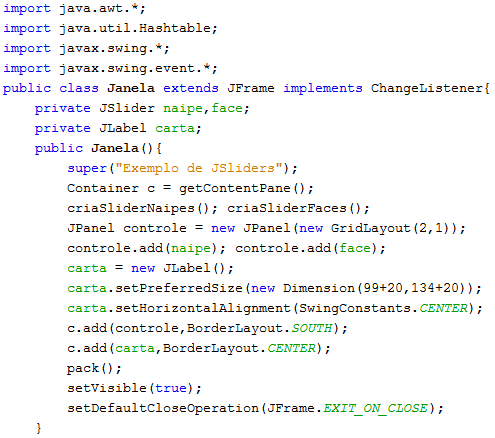 import java.awt.*;
import java.util.Hashtable;
import javax.swing.*;
import javax.swing.event.*;
public class Janela extends JFrame implements ChangeListener{
    private JSlider naipe,face;
    private JLabel carta;
    public Janela(){
        super("Exemplo de JSliders");
        Container c = getContentPane();
        criaSliderNaipes(); criaSliderFaces();
        JPanel controle = new JPanel(new GridLayout(2,1));
        controle.add(naipe); controle.add(face);
        carta = new JLabel();
        carta.setPreferredSize(new Dimension(99+20,134+20));
        carta.setHorizontalAlignment(SwingConstants.CENTER);
        c.add(controle,BorderLayout.SOUTH);
        c.add(carta,BorderLayout.CENTER);
        pack();
        setVisible(true);
        setDefaultCloseOperation(JFrame.EXIT_ON_CLOSE);
    }